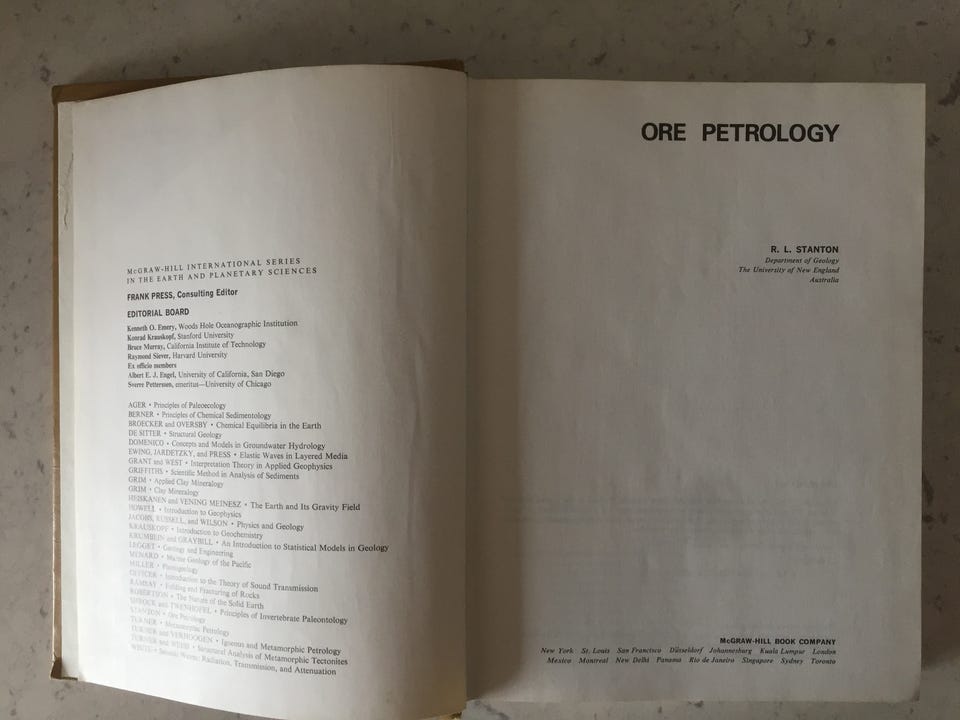 McGRAW-HILL INTERNATIONAL SERIES
IN THE EARTH AND PLANETARY SCIENCES
FRANK PRESS, Consulting Editor
EDITORIAL BOARD
Kenneth O. Emery, Woods Hole Oceanographic Institution
Konrad Krauskopf, Stanford University
Bruce Murray, California Institute of Technology
Raymond Siever, Harvard University
Ex officio members
Albert E. J. Engel, University of California, San Diego
Sverre Petterssen, emeritus—University of Chicago
AGER • Principles of Paleoecology
BERNER • Principles of Chemical Sedimentology
BROECKER and OVERSBY • Chemical Equilibria in the Earth
DE SITTER • Structural Geology
DOMENICO • Concepts and Models in Groundwater Hydrology
EWING, JARDETZKY, and PRESS • Elastic Waves in Layered Media
GRANT and WEST • Interpretation Theory in Applied Geophysics
GRIFFITHS • Scientific Method in Analysis of Sediments
GRIM • Applied Clay Mineralogy
GRIM • Clay Mineralogy
HEISKANEN and VENING MEINESZ • The Earth and Its Gravity Field
HOWELL • Introduction to Geophysics
JACOBS, RUSSELL, and WILSON • Physics and Geology
KRAUSKOPF • Introduction to Geochemistry
KRUMBEIN and GRAYBILL • An Introduction to Statistical Models in Geology
LEGGET • Geology and Engineering
MENARD • Marine Geology of the Pacific
MILLER • Photogeology
OFFICER • Introduction to the Theory of Sound Transmission
RAMSAY • Folding and Fracturing of Rocks
ROBERTSON • The Nature of the Solid Earth
SHROCK and TWENHOFEL • Principles of Invertebrate Paleontology
STANTON • Ore Petrology
TURNER • Metamorphic Petrology
TURNER and VERHOOGEN • Igneous and Metamorphic Petrology
TURNER and WEISS • Structural Analysis of Metamorphic Tectonites
WHITE • Seismic Waves: Radiation, Transmission, and Attenuation
ORE PETROLOGY
R. L. STANTON
Department of Geology
The University of New England
Australia
McGRAW-HILL BOOK COMPANY
New York St. Louis San Francisco Düsseldorf Johannesburg Kuala Lumpur London
Mexico Montreal New Delhi Panama Rio de Janeiro Singapore Sydney Toronto